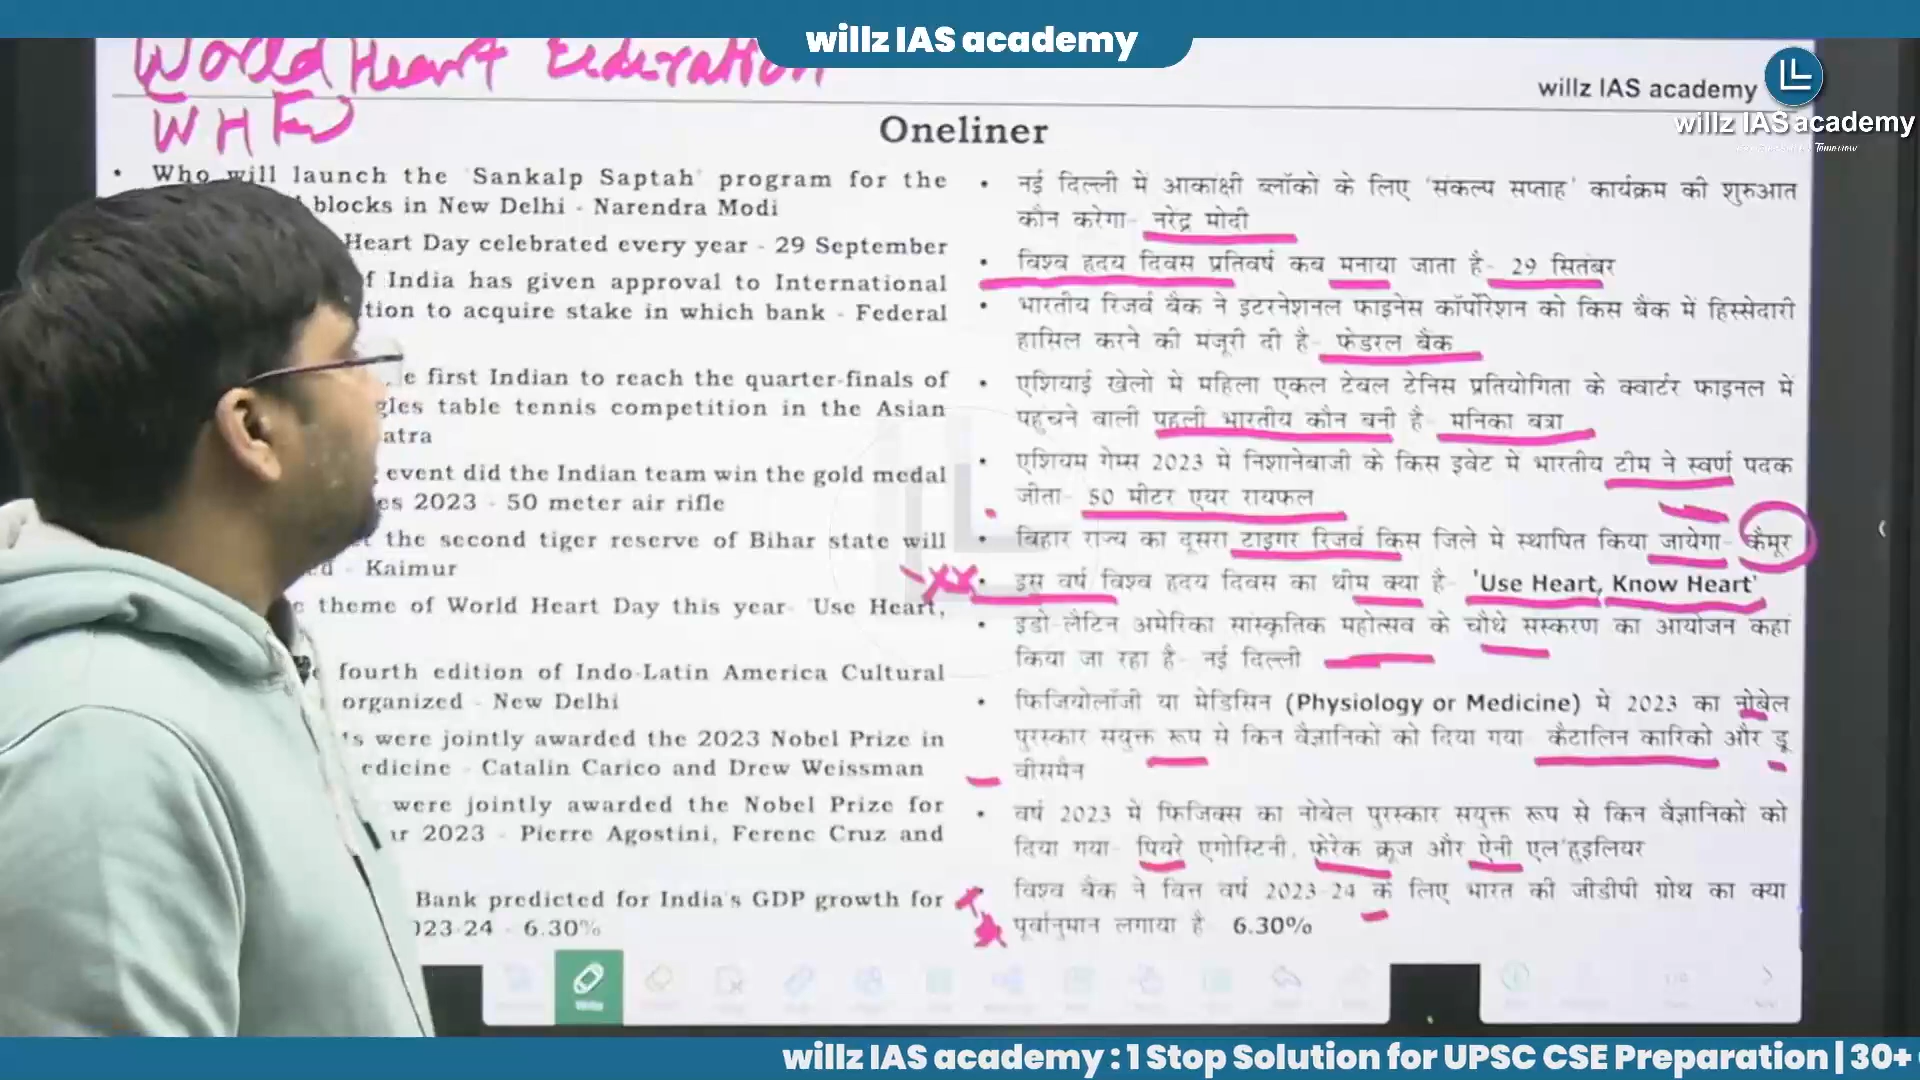 willz IAS academy
World Heart Federation
WHF
willz IAS academy
willz IAS academy
Oneliner
Who will launch the 'Sankalp Saptah' program for the
blocks in New Delhi - Narendra Modi
Heart Day celebrated every year - 29 September
f India has given approval to International
tion to acquire stake in which bank - Federal
e first Indian to reach the quarter-finals of
gles table tennis competition in the Asian
atra
event did the Indian team win the gold medal
es 2023 - 50 meter air rifle
the second tiger reserve of Bihar state will
ed - Kaimur
theme of World Heart Day this year- 'Use Heart,
fourth edition of Indo-Latin America Cultural
organized - New Delhi
ts were jointly awarded the 2023 Nobel Prize in
edicine - Catalin Carico and Drew Weissman
were jointly awarded the Nobel Prize for
ar 2023 - Pierre Agostini, Ferenc Cruz and
Bank predicted for India's GDP growth for
023-24 - 6.30%
नई दिल्ली में आकांक्षी ब्लॉकों के लिए 'संकल्प सप्ताह' कार्यक्रम की शुरुआत
कौन करेगा- नरेंद्र मोदी
विश्व हृदय दिवस प्रतिवर्ष कब मनाया जाता है- 29 सितंबर
भारतीय रिजर्व बैंक ने इंटरनेशनल फाइनेंस कॉर्पोरेशन को किस बैंक में हिस्सेदारी
हासिल करने की मंजूरी दी है- फेडरल बैंक
एशियाई खेलों में महिला एकल टेबल टेनिस प्रतियोगिता के क्वार्टर फाइनल में
पहुंचने वाली पहली भारतीय कौन बनी है- मनिका बत्रा
एशियम गेम्स 2023 में निशानेबाजी के किस इवेंट में भारतीय टीम ने स्वर्ण पदक
जीता- 50 मीटर एयर रायफल
बिहार राज्य का दूसरा टाइगर रिजर्व किस जिले में स्थापित किया जायेगा- कैमूर
इस वर्ष विश्व हृदय दिवस का थीम क्या है- 'Use Heart, Know Heart'
इंडो-लैटिन अमेरिका सांस्कृतिक महोत्सव के चौथे संस्करण का आयोजन कहां
किया जा रहा है- नई दिल्ली
फिजियोलॉजी या मेडिसिन (Physiology or Medicine) में 2023 का नोबेल
पुरस्कार संयुक्त रूप से किन वैज्ञानिकों को दिया गया- कैटालिन कारिको और डू
वीसमैन
वर्ष 2023 में फिजिक्स का नोबेल पुरस्कार संयुक्त रूप से किन वैज्ञानिकों को
दिया गया- पियरे एगोस्टिनी, फेरेंक क्रूज और ऐनी एल'हुइलियर
विश्व बैंक ने वित्त वर्ष 2023-24 के लिए भारत की जीडीपी ग्रोथ का क्या
पूर्वानुमान लगाया है- 6.30%
willz IAS academy : 1 Stop Solution for UPSC CSE Preparation | 30+